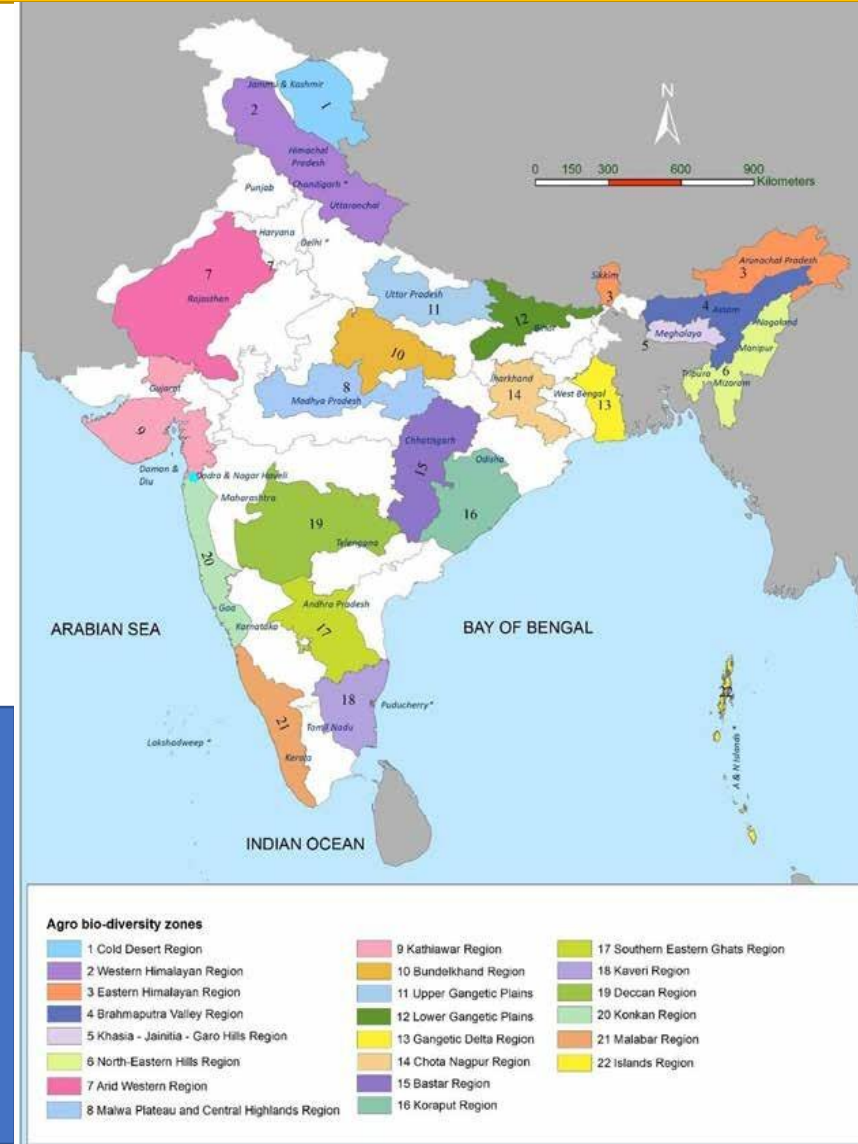 Jammu & Kashmir
1
2
N
Himachal
Pradesh
Chandigarh *
Punjab
Uttaranchal
0 150 300 600 900
Kilometers
Haryana
Delhi *
7
7
Rajasthan
Sikkim
3
Arunachal Pradesh
3
Uttar Pradesh
11
12
Bihar
4
Assam
Nagaland
5
Meghalaya
Manipur
10
Gujarat
8
Madhya Pradesh
Jharkhand
14
West Bengal
13
Tripura
6
Mizoram
9
Chhatisgarh
15
Odisha
16
Daman &
Diu
Dadra & Nagar Haveli
Maharashtra
19
Telengana
20
Goa
Karnataka
Andhra Pradesh
17
ARABIAN SEA
BAY OF BENGAL
18
Puducherry*
Tamil Nadu
21
Kerala
Lakshadweep *
22
A & N Islands *
INDIAN OCEAN
Agro bio-diversity zones
1 Cold Desert Region
2 Western Himalayan Region
3 Eastern Himalayan Region
4 Brahmaputra Valley Region
5 Khasia - Jainitia - Garo Hills Region
6 North-Eastern Hills Region
7 Arid Western Region
8 Malwa Plateau and Central Highlands Region
9 Kathiawar Region
10 Bundelkhand Region
11 Upper Gangetic Plains
12 Lower Gangetic Plains
13 Gangetic Delta Region
14 Chota Nagpur Region
15 Bastar Region
16 Koraput Region
17 Southern Eastern Ghats Region
18 Kaveri Region
19 Deccan Region
20 Konkan Region
21 Malabar Region
22 Islands Region